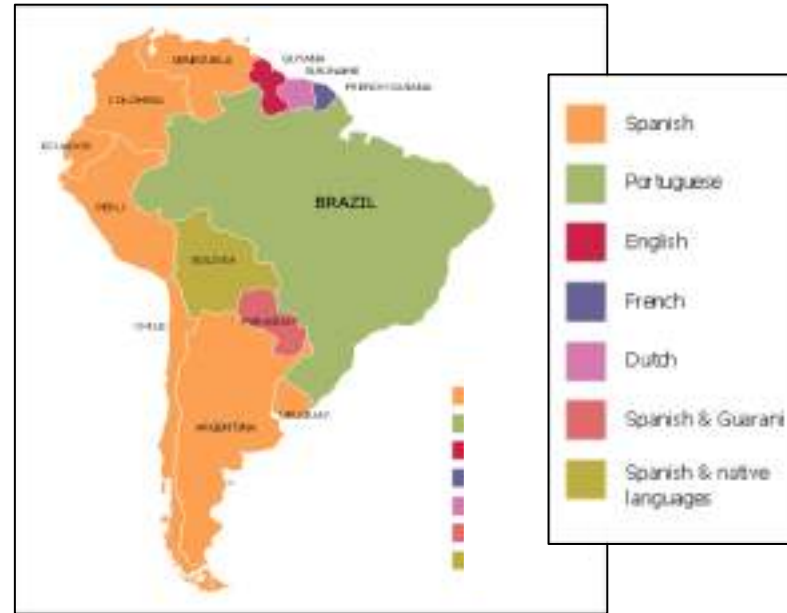 VENEZUELA
GUYANA
SURINAME
FRENCH GUIANA
COLOMBIA
ECUADOR
PERU
BRAZIL
BOLIVIA
PARAGUAY
CHILE
ARGENTINA
URUGUAY
Spanish
Portuguese
English
French
Dutch
Spanish & Guarani
Spanish & native
languages